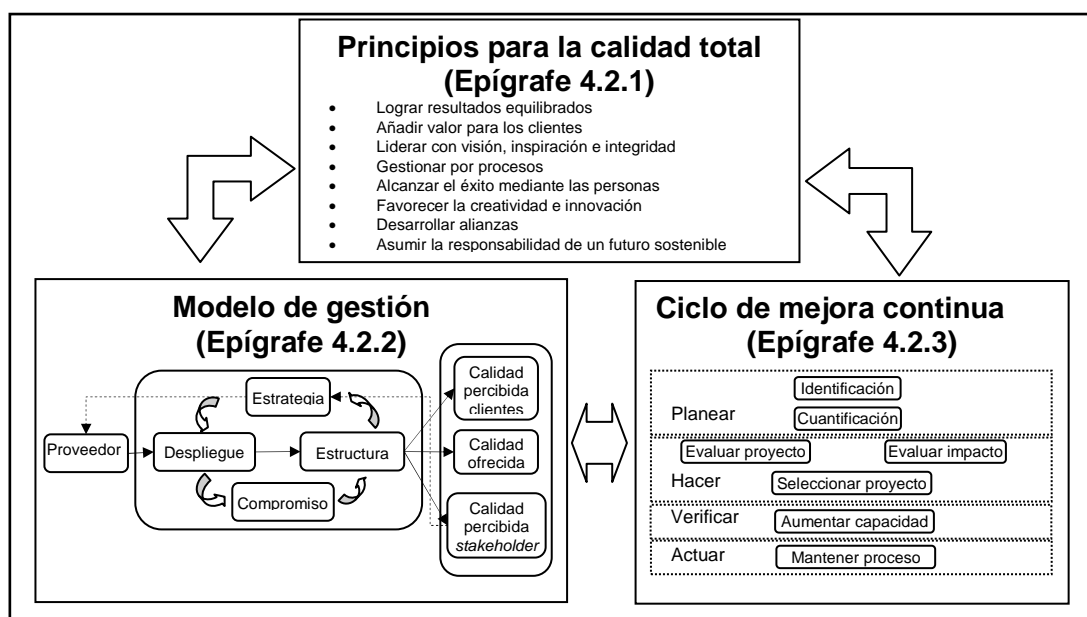 Principios para la calidad total
(Epígrafe 4.2.1)
• Lograr resultados equilibrados
• Añadir valor para los clientes
• Liderar con visión, inspiración e integridad
• Gestionar por procesos
• Alcanzar el éxito mediante las personas
• Favorecer la creatividad e innovación
• Desarrollar alianzas
• Asumir la responsabilidad de un futuro sostenible
Modelo de gestión
(Epígrafe 4.2.2)
Estrategia
Proveedor
Despliegue
Estructura
Compromiso
Calidad
percibida
clientes
Calidad
ofrecida
Calidad
percibida
stakeholder
Ciclo de mejora continua
(Epígrafe 4.2.3)
Identificación
Planear
Cuantificación
Evaluar proyecto
Evaluar impacto
Hacer
Seleccionar proyecto
Verificar
Aumentar capacidad
Actuar
Mantener proceso